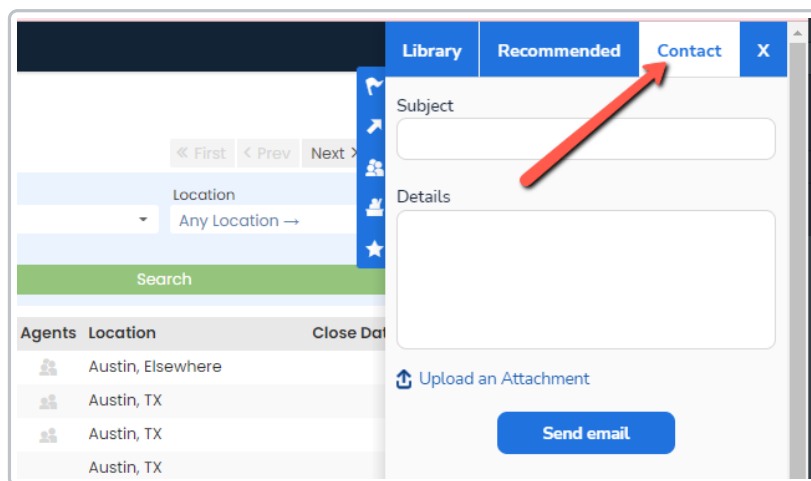 Library Recommended Contact X
Subject
« First < Prev Next >
Location
Any Location →
Details
Search
Agents Location Close Dat
Austin, Elsewhere
Austin, TX
Austin, TX
Austin, TX
Upload an Attachment
Send email